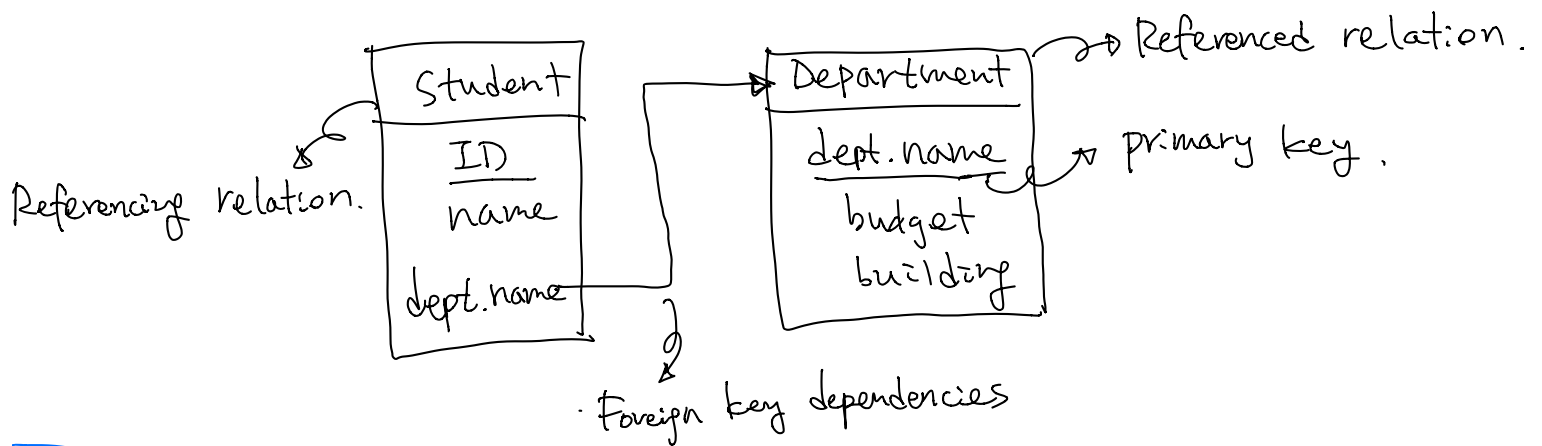 Referenced relation.
Student
Department
ID
dept.name
primary key.
Referencing relation.
name
budget
building
dept.name
Foreign key dependencies